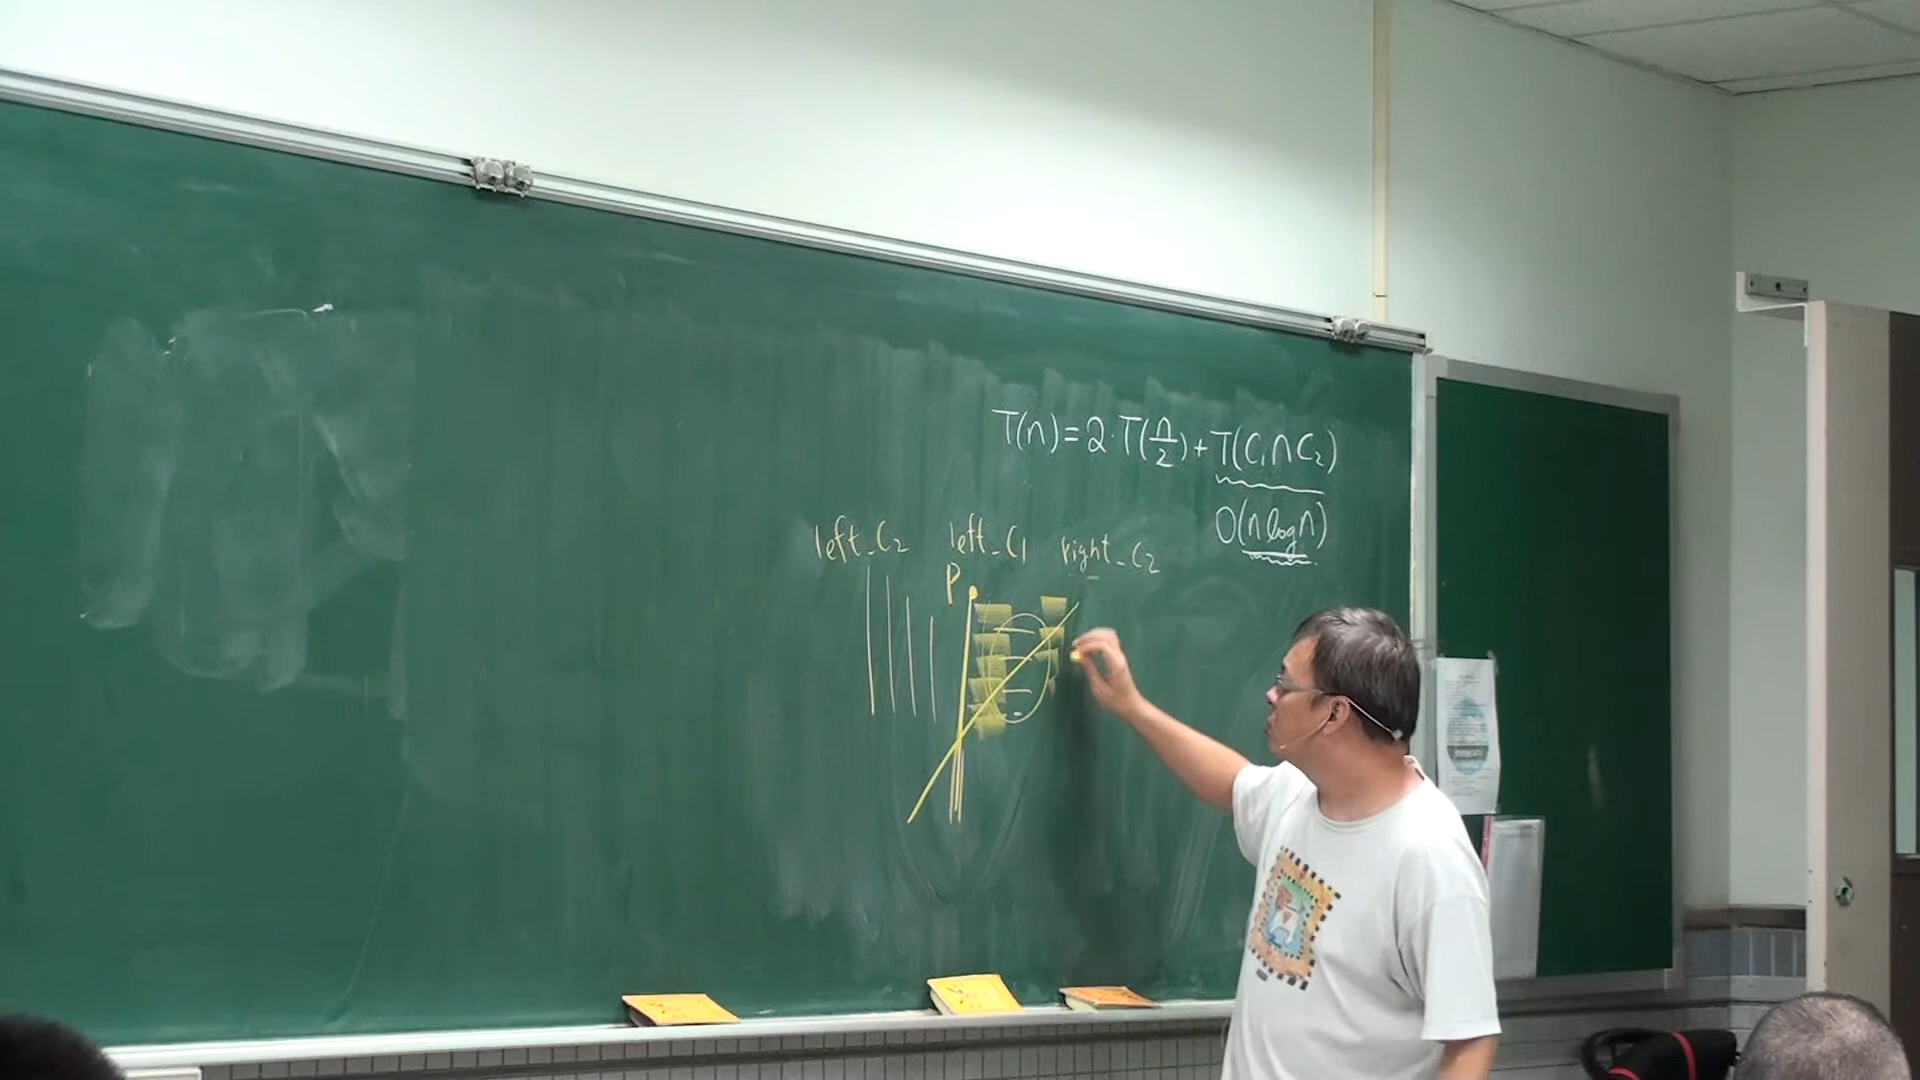 T(n)=2·T(n/2)+T(C₁∩C₂)
O(n log n)
left_C2 left_C1 right_C2
P